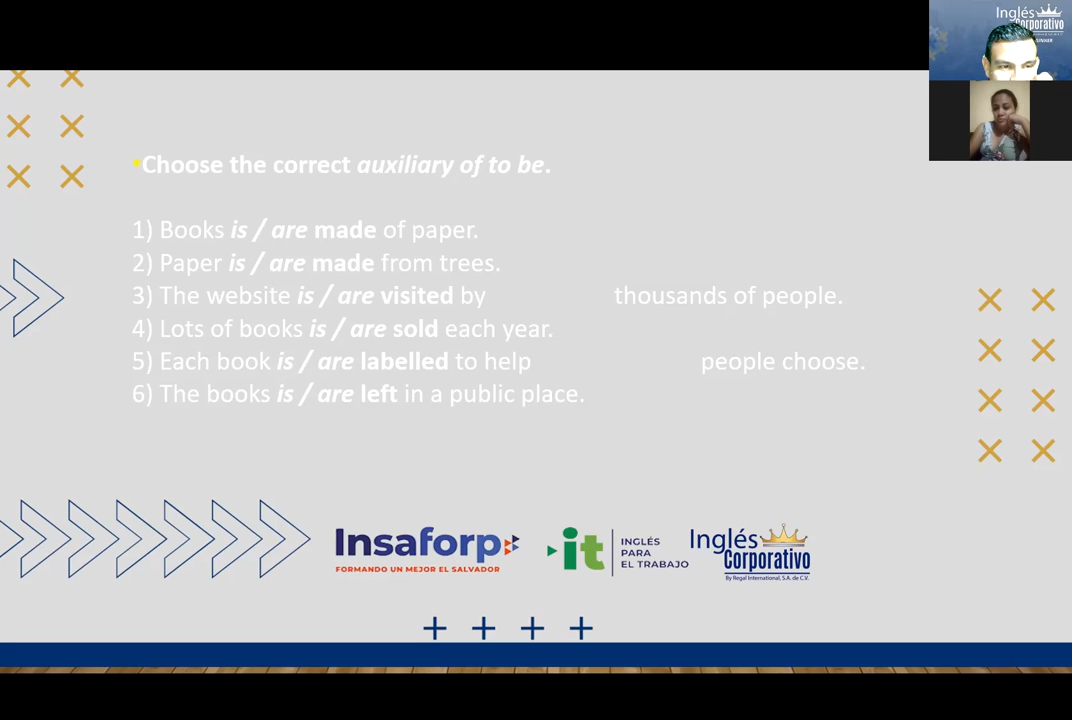 Inglés
Corporativo
•Choose the correct auxiliary of to be.
1) Books is / are made of paper.
2) Paper is / are made from trees.
3) The website is / are visited by thousands of people.
4) Lots of books is / are sold each year.
5) Each book is / are labelled to help people choose.
6) The books is / are left in a public place.
Insaforp
FORMANDO UN MEJOR EL SALVADOR
it
INGLÉS
PARA
EL TRABAJO
Inglés
Corporativo
By Regal International, S.A. de C.V.